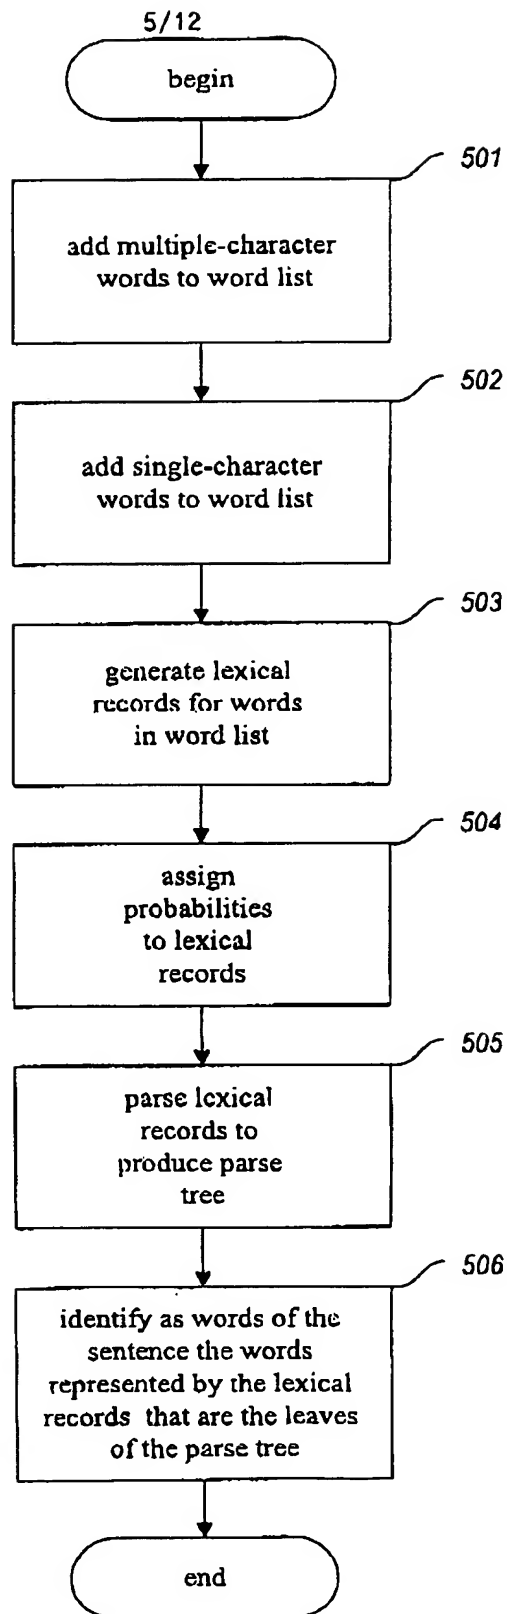 5/12
begin
501
add multiple-character
words to word list
502
add single-character
words to word list
503
generate lexical
records for words
in word list
504
assign
probabilities
to lexical
records
505
parse lexical
records to
produce parse
tree
506
identify as words of the
sentence the words
represented by the lexical
records that are the leaves
of the parse tree
end